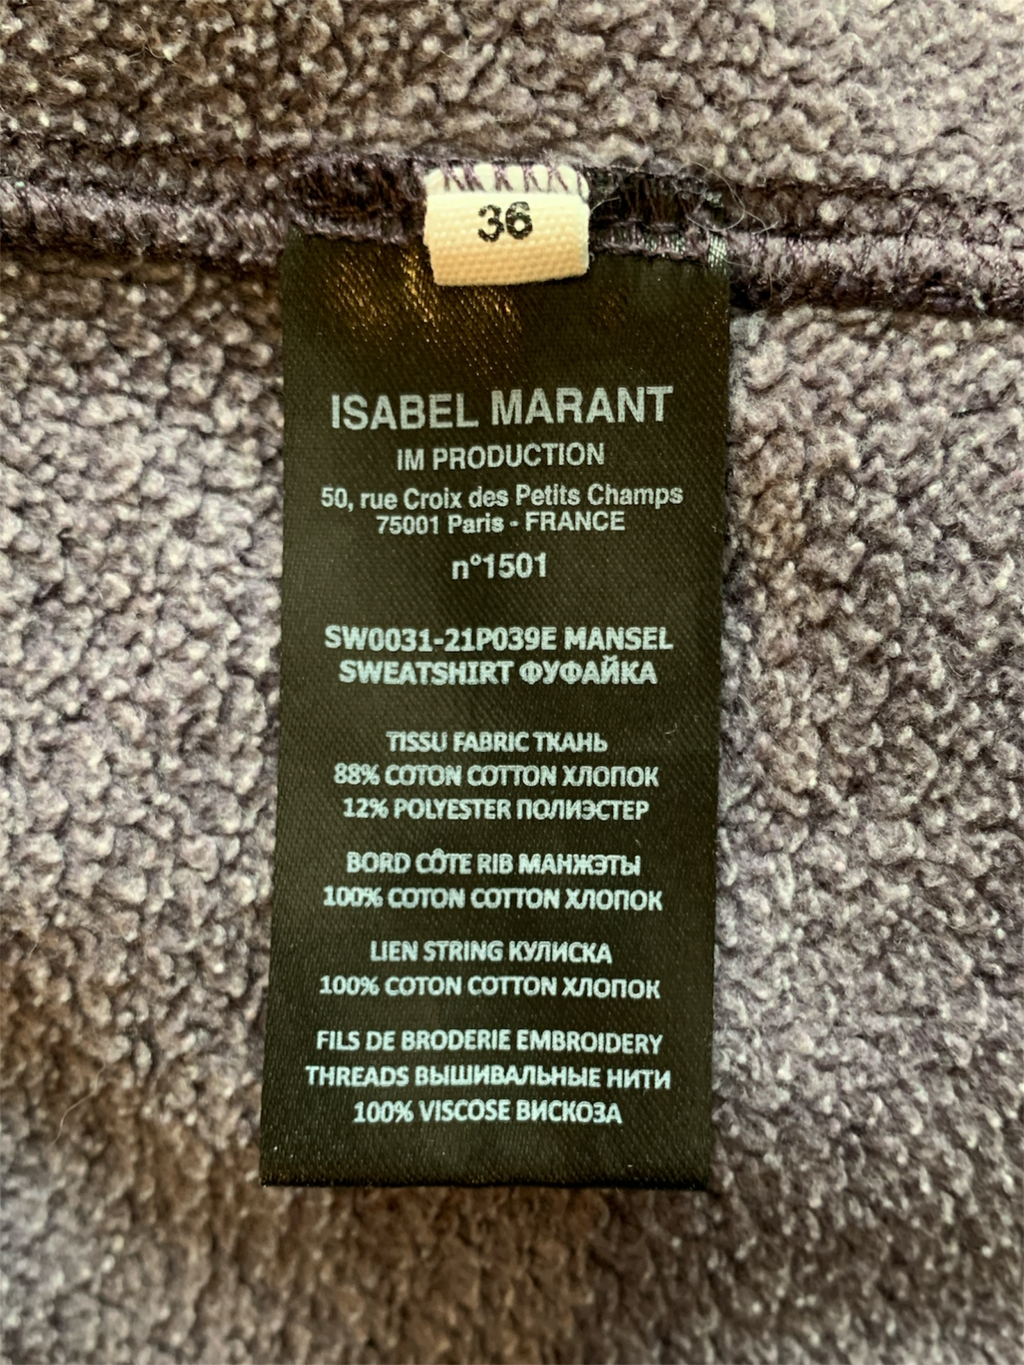 36
ISABEL MARANT
IM PRODUCTION
50, rue Croix des Petits Champs
75001 Paris - FRANCE
n°1501
SW0031-21P039E MANSEL
SWEATSHIRT ФУФАЙКА
TISSU FABRIC ТКАНЬ
88% COTON COTTON ХЛОПОК
12% POLYESTER ПОЛИЭСТЕР
BORD CÔTE RIB МАНЖЭТЫ
100% COTON COTTON ХЛОПОК
LIEN STRING КУЛИСКА
100% COTON COTTON ХЛОПОК
FILS DE BRODERIE EMBROIDERY
THREADS ВЫШИВАЛЬНЫЕ НИТИ
100% VISCOSE ВИСКОЗА